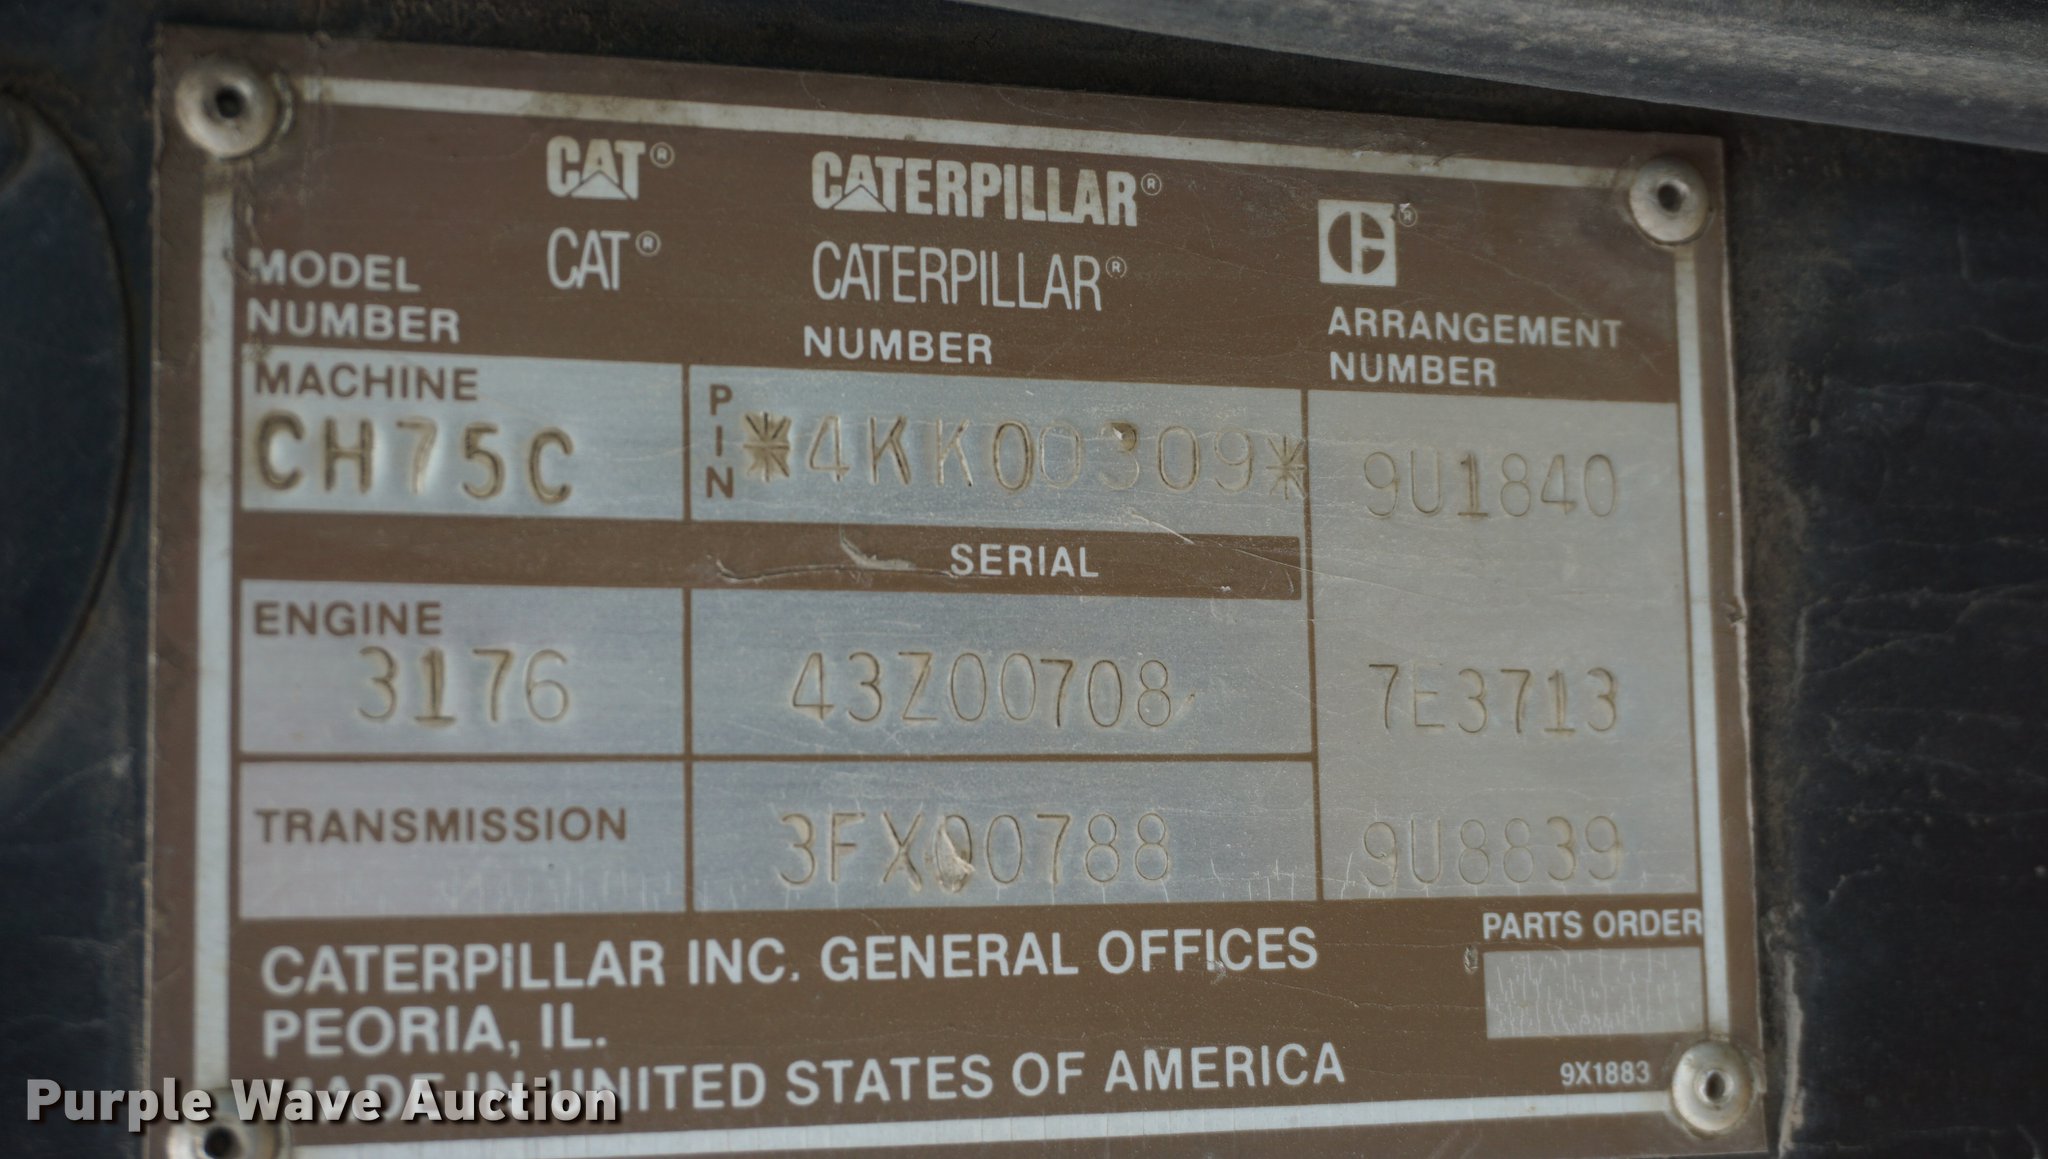 CAT® CATERPILLAR®
CAT® CATERPILLAR®
MODEL NUMBER
NUMBER
ARRANGEMENT NUMBER
MACHINE
CH75C
PIN
*4KK00309*
9U1840
SERIAL
ENGINE
3176
43Z00708
7E3713
TRANSMISSION
3FX00788
9U8839
CATERPILLAR INC. GENERAL OFFICES
PEORIA, IL.
MADE IN UNITED STATES OF AMERICA
PARTS ORDER
9X1883
Purple Wave Auction